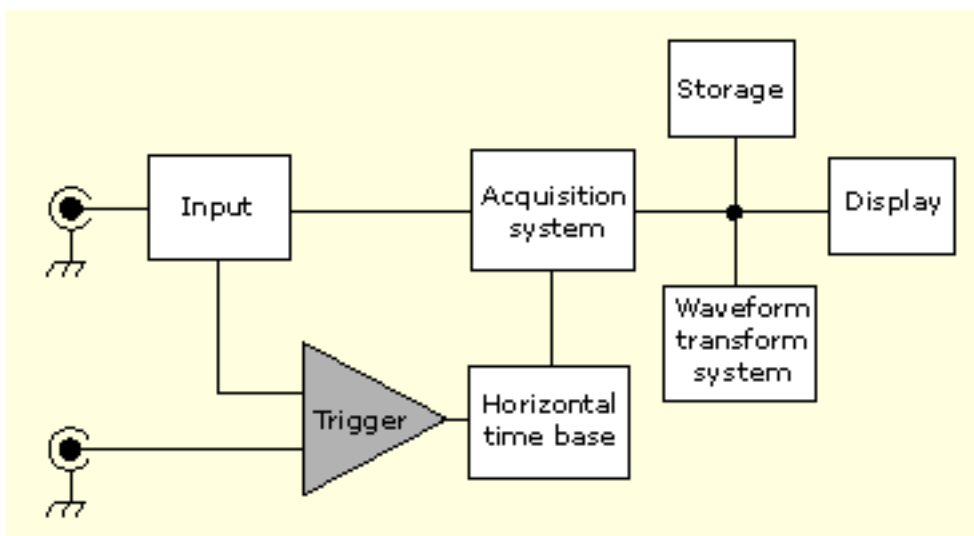 Storage
Input
Acquisition
system
Display
Waveform
transform
system
Trigger
Horizontal
time base